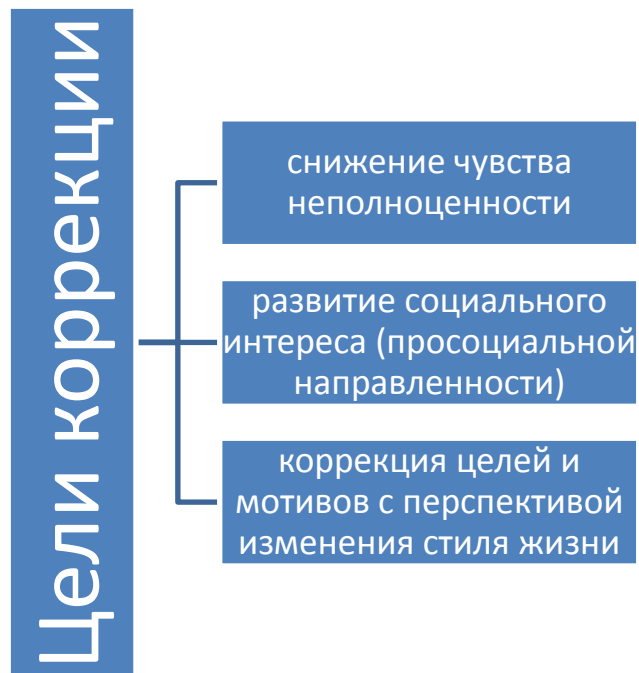 Цели коррекции
снижение чувства
неполноценности
развитие социального
интереса (просоциальной
направленности)
коррекция целей и
мотивов с перспективой
изменения стиля жизни